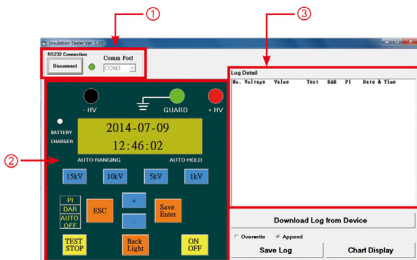 ①
③
Insulation Tester Ver. 1.20
RS232 Connection
Disconnect
Comm Port
COM3
Log Detail
No. Voltage Value Test DAR PI Date & Time
- HV
GUARD
+ HV
BATTERY
CHARGER
2014-07-09
12:46:02
②
AUTO-RANGING
AUTO-HOLD
15kV
10kV
5kV
1kV
PI
DAR
AUTO
OFF
ESC
+
-
Save
Enter
TEST
STOP
Back
Light
ON
OFF
Download Log from Device
Overwrite
Append
Save Log
Chart Display